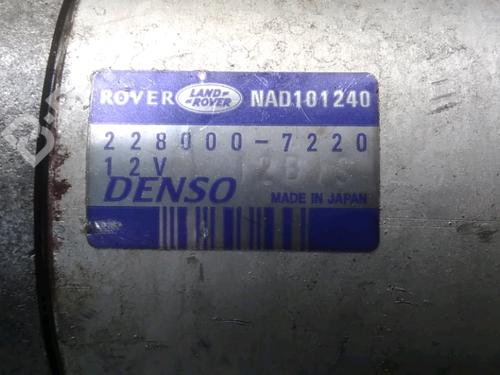 ROVER LAND-ROVER NAD101240
228000-7220
12V
DENSO MADE IN JAPAN